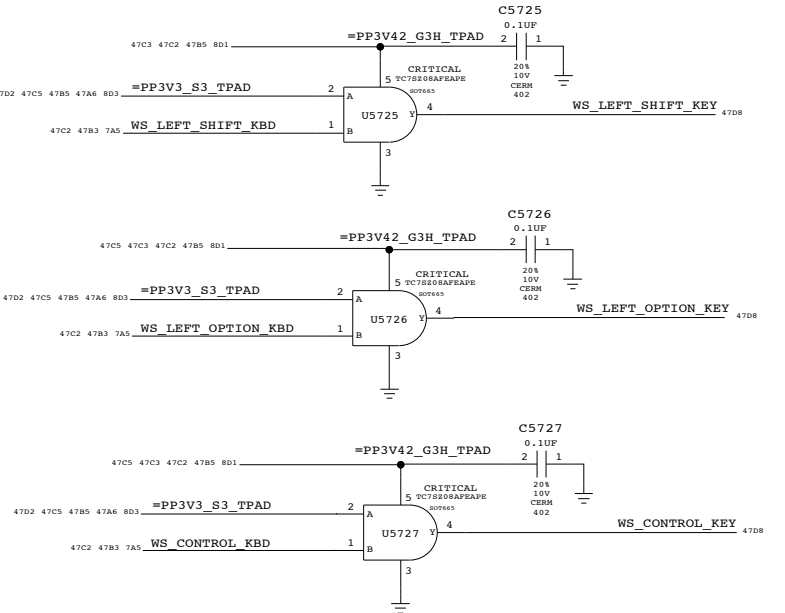 C5725
0.1UF
=PP3V42_G3H_TPAD 2 1
47C3 47C2 47B5 8D1
20%
10V
CERM
402
5 CRITICAL
TC7SZ08AFEAPE
SOT665
7D2 47C5 47B5 47A6 8D3 =PP3V3_S3_TPAD 2 A
U5725 Y 4 WS_LEFT_SHIFT_KEY 47D8
47C2 47B3 7A5 WS_LEFT_SHIFT_KBD 1 B
3
C5726
0.1UF
=PP3V42_G3H_TPAD 2 1
47C5 47C3 47C2 47B5 8D1
20%
10V
CERM
402
5 CRITICAL
TC7SZ08AFEAPE
SOT665
47D2 47C5 47B5 47A6 8D3 =PP3V3_S3_TPAD 2 A
U5726 Y 4 WS_LEFT_OPTION_KEY 47D8
47C2 47B3 7A5 WS_LEFT_OPTION_KBD 1 B
3
C5727
0.1UF
=PP3V42_G3H_TPAD 2 1
47C5 47C3 47C2 47B5 8D1
20%
10V
CERM
402
5 CRITICAL
TC7SZ08AFEAPE
SOT665
47D2 47C5 47B5 47A6 8D3 =PP3V3_S3_TPAD 2 A
U5727 Y 4 WS_CONTROL_KEY 47D8
47C2 47B3 7A5 WS_CONTROL_KBD 1 B
3